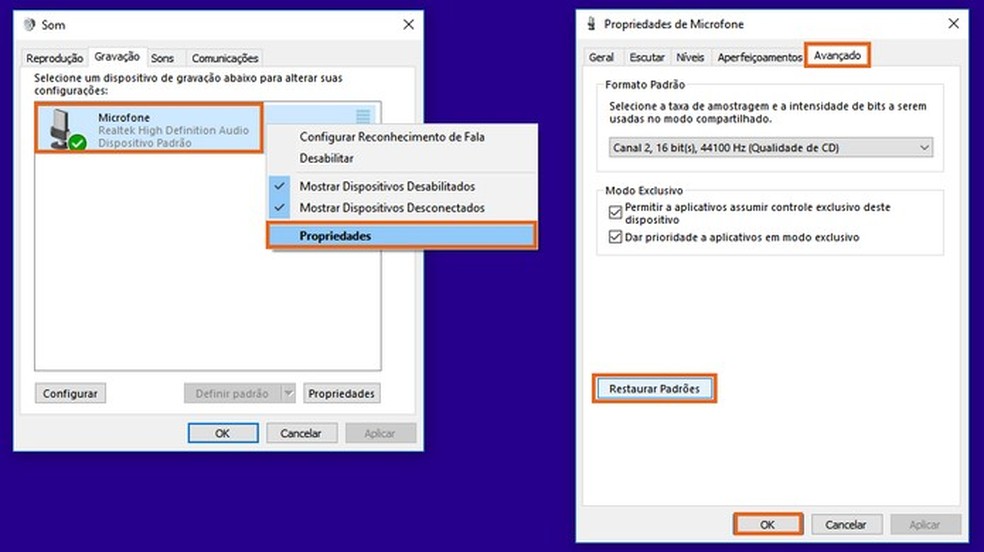 Som
Reprodução
Gravação
Sons
Comunicações
Selecione um dispositivo de gravação abaixo para alterar suas
configurações:
Microfone
Realtek High Definition Audio
Dispositivo Padrão
Configurar Reconhecimento de Fala
Desabilitar
Mostrar Dispositivos Desabilitados
Mostrar Dispositivos Desconectados
Propriedades
Configurar
Definir padrão
Propriedades
OK
Cancelar
Aplicar
Propriedades de Microfone
Geral
Escutar
Níveis
Aperfeiçoamentos
Avançado
Formato Padrão
Selecione a taxa de amostragem e a intensidade de bits a serem
usadas no modo compartilhado.
Canal 2, 16 bit(s), 44100 Hz (Qualidade de CD)
Modo Exclusivo
Permitir a aplicativos assumir controle exclusivo deste
dispositivo
Dar prioridade a aplicativos em modo exclusivo
Restaurar Padrões
OK
Cancelar
Aplicar